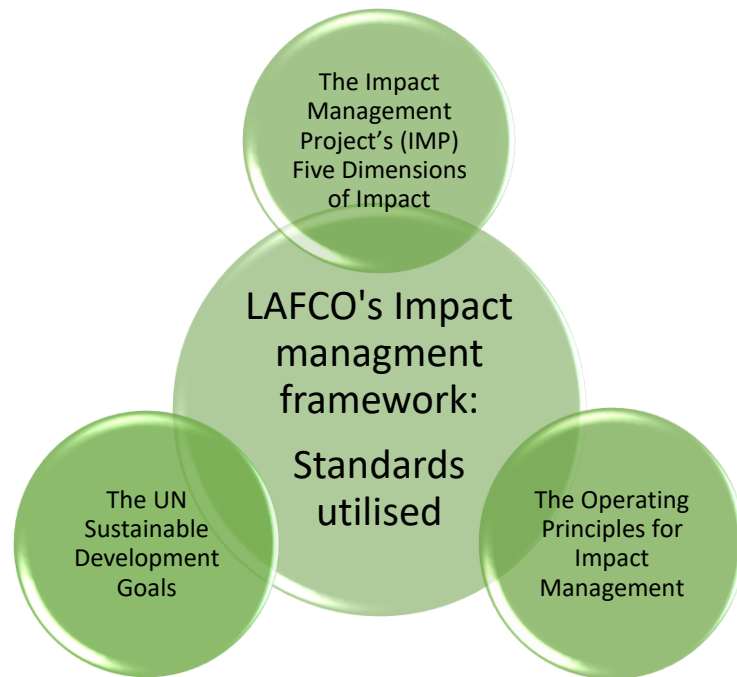 The Impact
Management
Project’s (IMP)
Five Dimensions
of Impact
LAFCO's Impact
managment
framework:
Standards
utilised
The UN
Sustainable
Development
Goals
The Operating
Principles for
Impact
Management